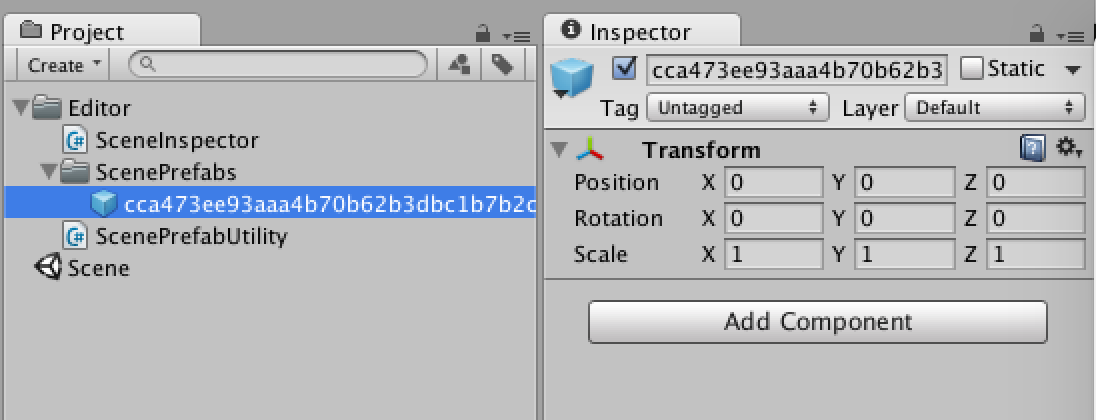 Project
Create
Editor
SceneInspector
ScenePrefabs
cca473ee93aaa4b70b62b3dbc1b7b2c
ScenePrefabUtility
Scene
Inspector
cca473ee93aaa4b70b62b3
Static
Tag Untagged Layer Default
Transform
Position X 0 Y 0 Z 0
Rotation X 0 Y 0 Z 0
Scale X 1 Y 1 Z 1
Add Component